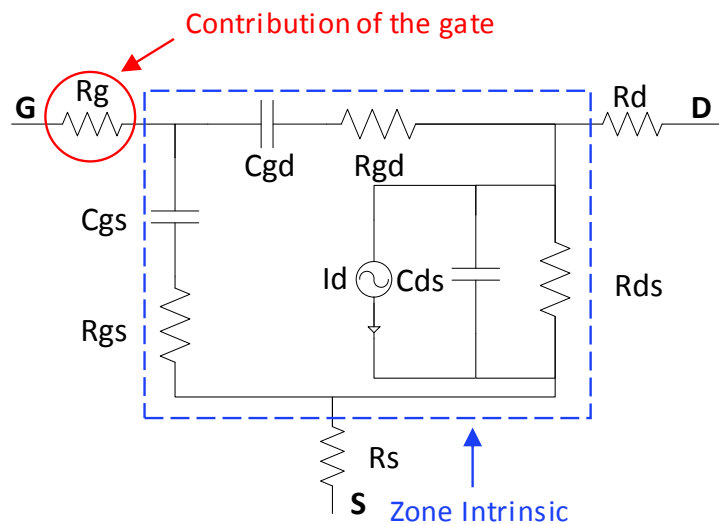 Contribution of the gate
Rg
G
Rd
D
Cgd
Rgd
Cgs
Id
Cds
Rds
Rgs
Rs
S
Zone Intrinsic